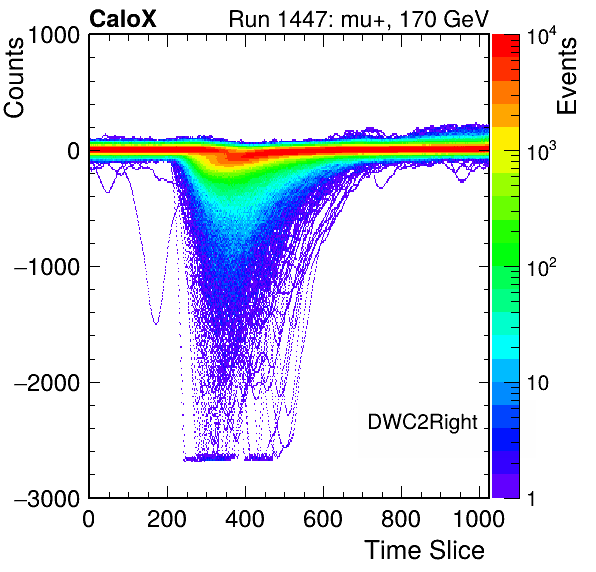 CaloX Run 1447: mu+, 170 GeV
Counts
Events
1000
0
−1000
−2000
−3000
0 200 400 600 800 1000
Time Slice
DWC2Right
10^4
10^3
10^2
10
1